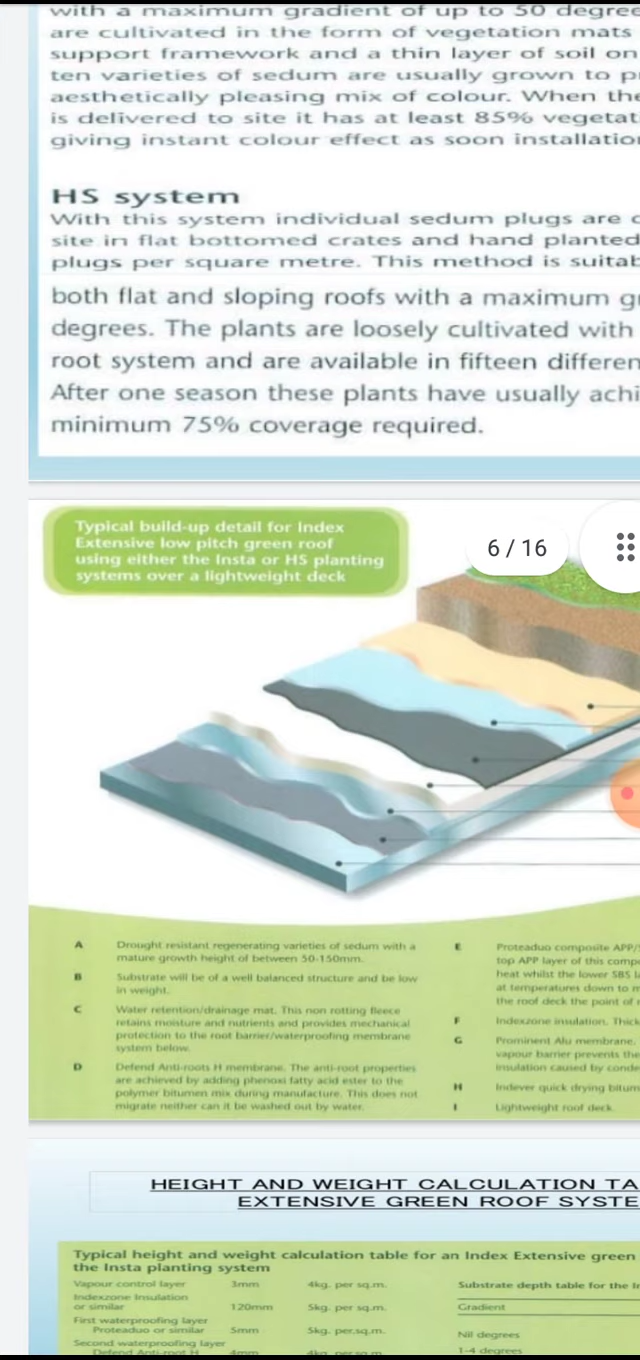 with a maximum gradient of up to 50 degree
are cultivated in the form of vegetation mats
support framework and a thin layer of soil on
ten varieties of sedum are usually grown to p
aesthetically pleasing mix of colour. When the
is delivered to site it has at least 85% vegetat
giving instant colour effect as soon installatio
HS system
With this system individual sedum plugs are d
site in flat bottomed crates and hand planted
plugs per square metre. This method is suitab
both flat and sloping roofs with a maximum gr
degrees. The plants are loosely cultivated with
root system and are available in fifteen differen
After one season these plants have usually achi
minimum 75% coverage required.
Typical build-up detail for Index
Extensive low pitch green roof
using either the Insta or HS planting
systems over a lightweight deck
6 / 16
A Drought resistant regenerating varieties of sedum with a
mature growth height of between 50-150mm.
B Substrate will be of a well balanced structure and be low
in weight.
C Water retention/drainage mat. This non rotting fleece
retains moisture and nutrients and provides mechanical
protection to the root barrier/waterproofing membrane
system below.
D Defend Anti-roots H membrane. The anti-root properties
are achieved by adding phenoxi fatty acid ester to the
polymer bitumen mix during manufacture. This does not
migrate neither can it be washed out by water.
E Proteaduo composite APP/
top APP layer of this comp
heat whilst the lower SBS l
at temperatures down to m
the roof deck the point of
F Indexzone insulation. Thick
G Prominent Alu membrane.
vapour barrier prevents the
insulation caused by conde
H Indever quick drying bitum
I Lightweight roof deck
HEIGHT AND WEIGHT CALCULATION TA
EXTENSIVE GREEN ROOF SYSTE
Typical height and weight calculation table for an Index Extensive green
the Insta planting system
Vapour control layer 3mm 4kg. per sq.m.
Indexzone Insulation
or similar 120mm 5kg. per sq.m.
First waterproofing layer
Proteaduo or similar 5mm 5kg. per.sq.m.
Second waterproofing layer
Defend Anti-root H 4mm 4kg. per.sq.m.
Substrate depth table for the I
Gradient
Nil degrees
1-4 degrees